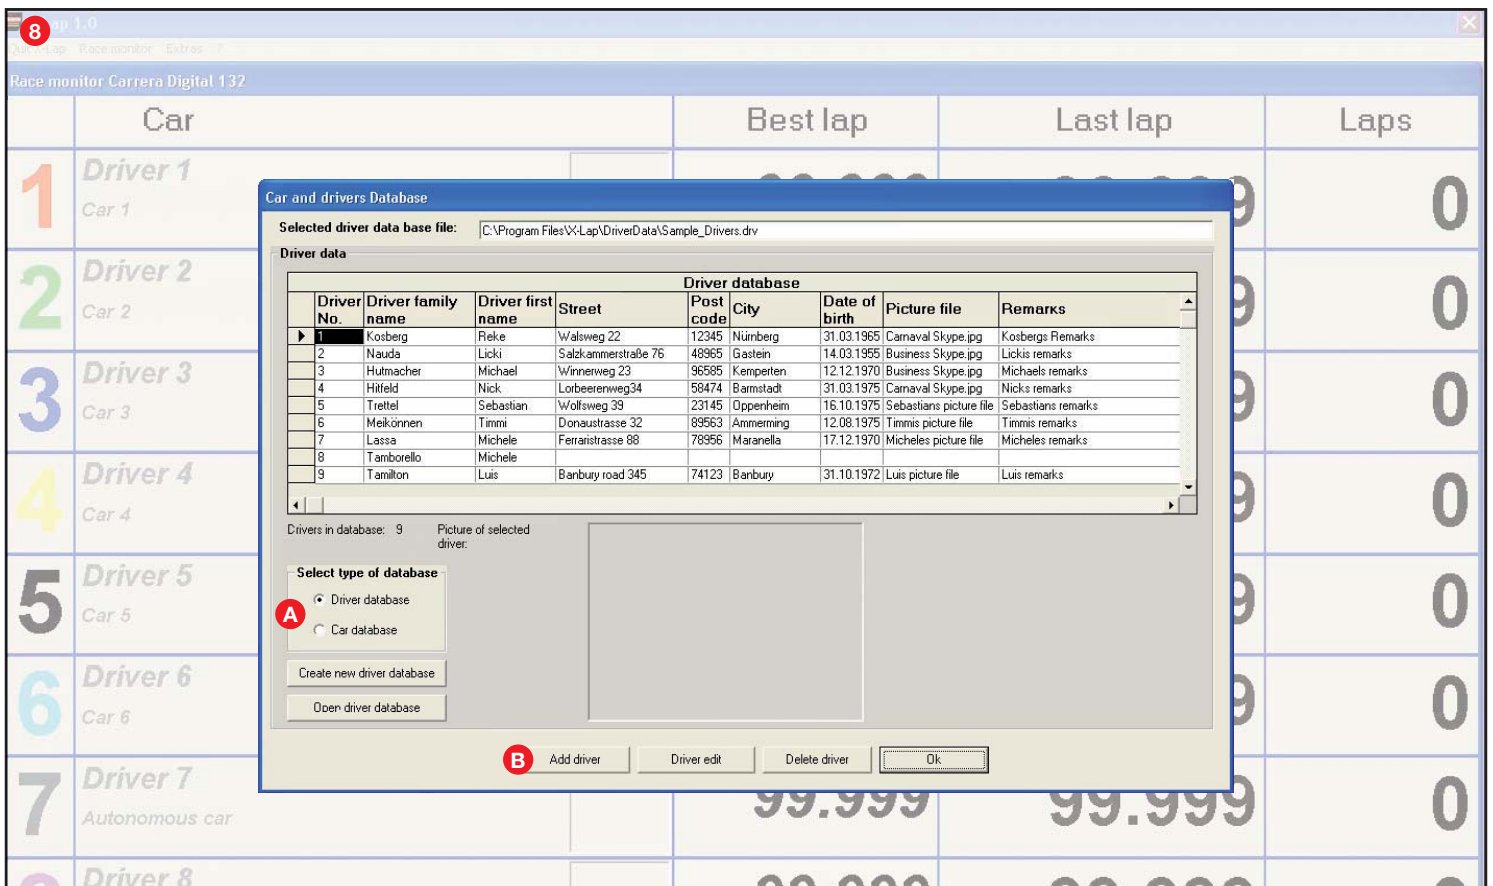 8
1.0
Race monitor Extras ?
Race monitor Carrera Digital 132
Car Best lap Last lap Laps
1 Driver 1 0
Car 1
2 Driver 2 0
Car 2
3 Driver 3 0
Car 3
4 Driver 4 0
Car 4
5 Driver 5 0
Car 5
6 Driver 6 0
Car 6
7 Driver 7 99.999 99.999 0
Autonomous car
Driver 8
Car and drivers Database
Selected driver data base file: C:\Program Files\X-Lap\DriverData\Sample_Drivers.drv
Driver data
Driver database
Driver No. Driver family name Driver first name Street Post code City Date of birth Picture file Remarks
1 Kosberg Reke Walsweg 22 12345 Nürnberg 31.03.1965 Carnaval Skype.jpg Kosbergs Remarks
2 Nauda Licki Salzkammerstraße 76 48965 Gastein 14.03.1955 Business Skype.jpg Lickis remarks
3 Hutmacher Michael Winnerweg 23 96585 Kemperten 12.12.1970 Business Skype.jpg Michaels remarks
4 Hitfeld Nick Lorbeerenweg34 58474 Barmstadt 31.03.1975 Carnaval Skype.jpg Nicks remarks
5 Trettel Sebastian Wolfsweg 39 23145 Oppenheim 16.10.1975 Sebastians picture file Sebastians remarks
6 Meikönnen Timmi Donaustrasse 32 89563 Ammerming 12.08.1975 Timmis picture file Timmis remarks
7 Lassa Michele Ferraristrasse 88 78956 Maranella 17.12.1970 Micheles picture file Micheles remarks
8 Tamborello Michele
9 Tamilton Luis Banbury road 345 74123 Banbury 31.10.1972 Luis picture file Luis remarks
Drivers in database: 9 Picture of selected
driver:
Select type of database
A Driver database
Car database
Create new driver database
Open driver database
B Add driver Driver edit Delete driver Ok